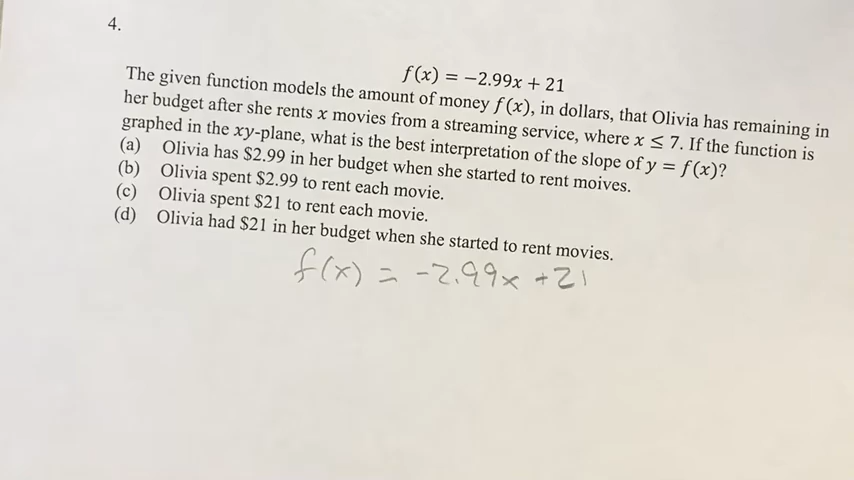 4.
f(x) = −2.99x + 21
The given function models the amount of money f(x), in dollars, that Olivia has remaining in
her budget after she rents x movies from a streaming service, where x ≤ 7. If the function is
graphed in the xy-plane, what is the best interpretation of the slope of y = f(x)?
(a) Olivia has $2.99 in her budget when she started to rent moives.
(b) Olivia spent $2.99 to rent each movie.
(c) Olivia spent $21 to rent each movie.
(d) Olivia had $21 in her budget when she started to rent movies.
f(x) = -2.99x +21